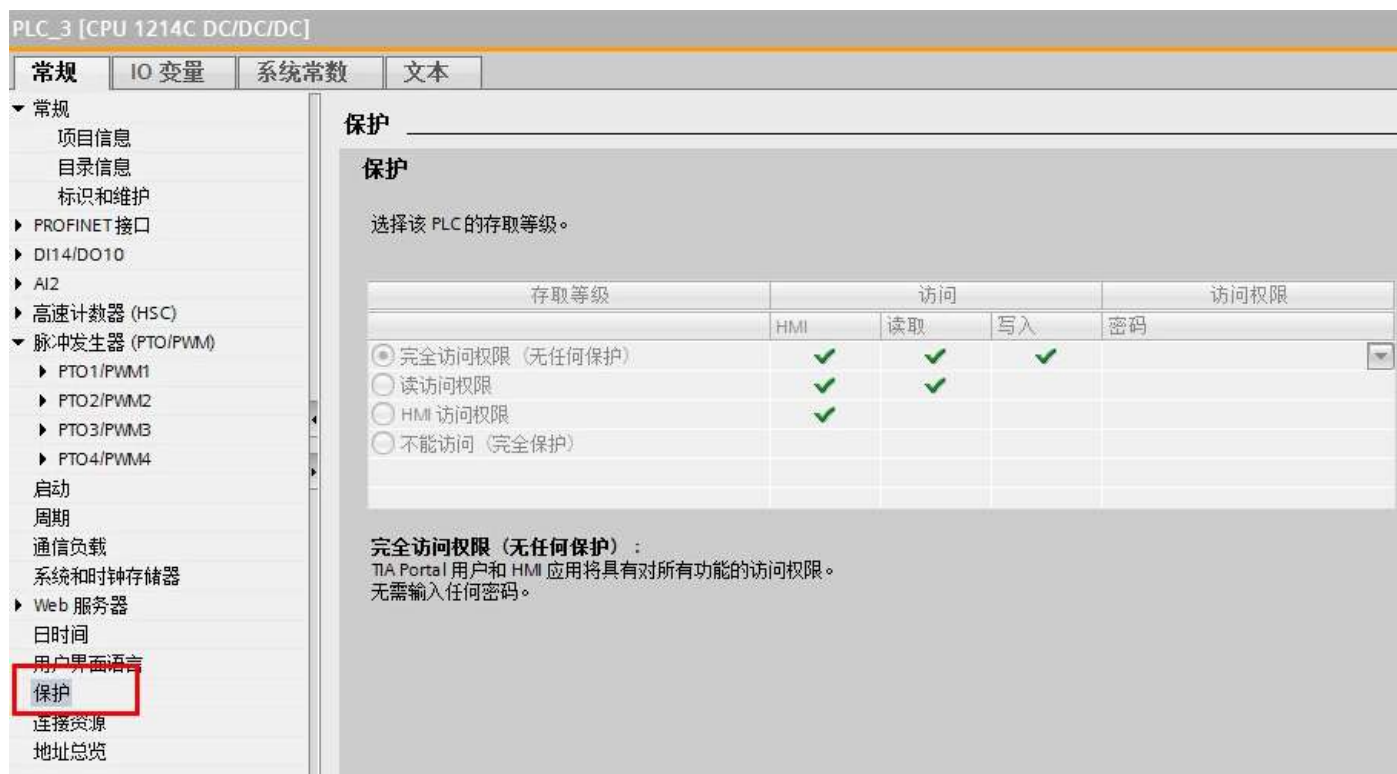 PLC_3 [CPU 1214C DC/DC/DC]
常规 IO 变量 系统常数 文本
常规
项目信息
目录信息
标识和维护
PROFINET接口
DI14/DO10
AI2
高速计数器 (HSC)
脉冲发生器 (PTO/PWM)
PTO1/PWM1
PTO2/PWM2
PTO3/PWM3
PTO4/PWM4
启动
周期
通信负载
系统和时钟存储器
Web 服务器
日时间
用户界面语言
保护
连接资源
地址总览
保护
保护
选择该 PLC的存取等级。
存取等级 访问 访问权限
HMI 读取 写入 密码
完全访问权限（无任何保护）
读访问权限
HMI 访问权限
不能访问（完全保护）
完全访问权限（无任何保护）：
TIA Portal 用户和 HMI 应用将具有对所有功能的访问权限。
无需输入任何密码。